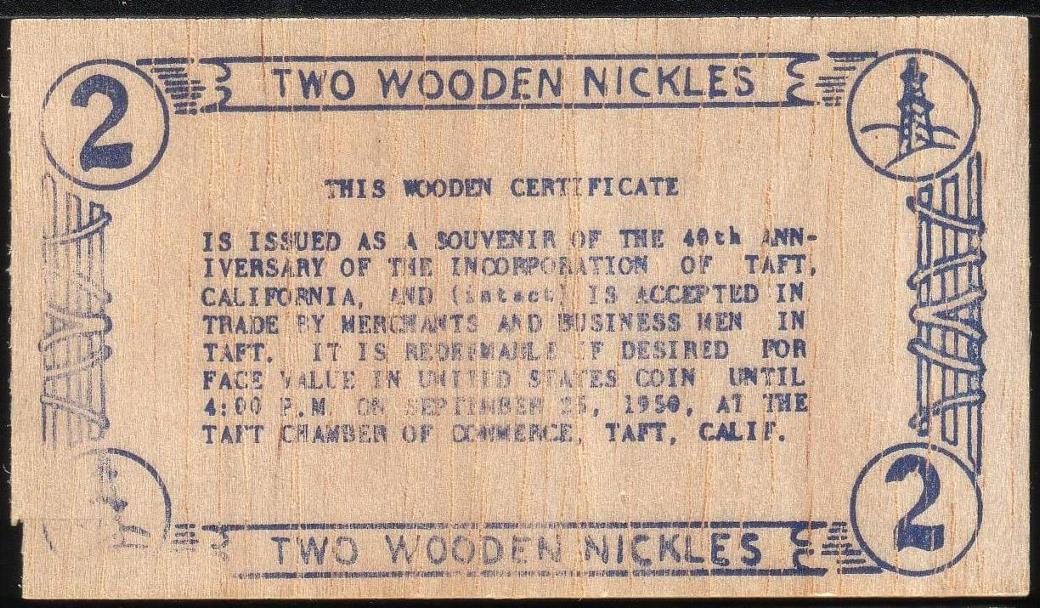 2
TWO WOODEN NICKLES
THIS WOODEN CERTIFICATE
IS ISSUED AS A SOUVENIR OF THE 40th ANN-
IVERSARY OF THE INCORPORATION OF TAFT,
CALIFORNIA, AND (intact) IS ACCEPTED IN
TRADE BY MERCHANTS AND BUSINESS MEN IN
TAFT. IT IS REDEEMABLE IF DESIRED FOR
FACE VALUE IN UNITED STATES COIN UNTIL
4:00 P.M. ON SEPTEMBER 25, 1950, AT THE
TAFT CHAMBER OF COMMERCE, TAFT, CALIF.
TWO WOODEN NICKLES
2